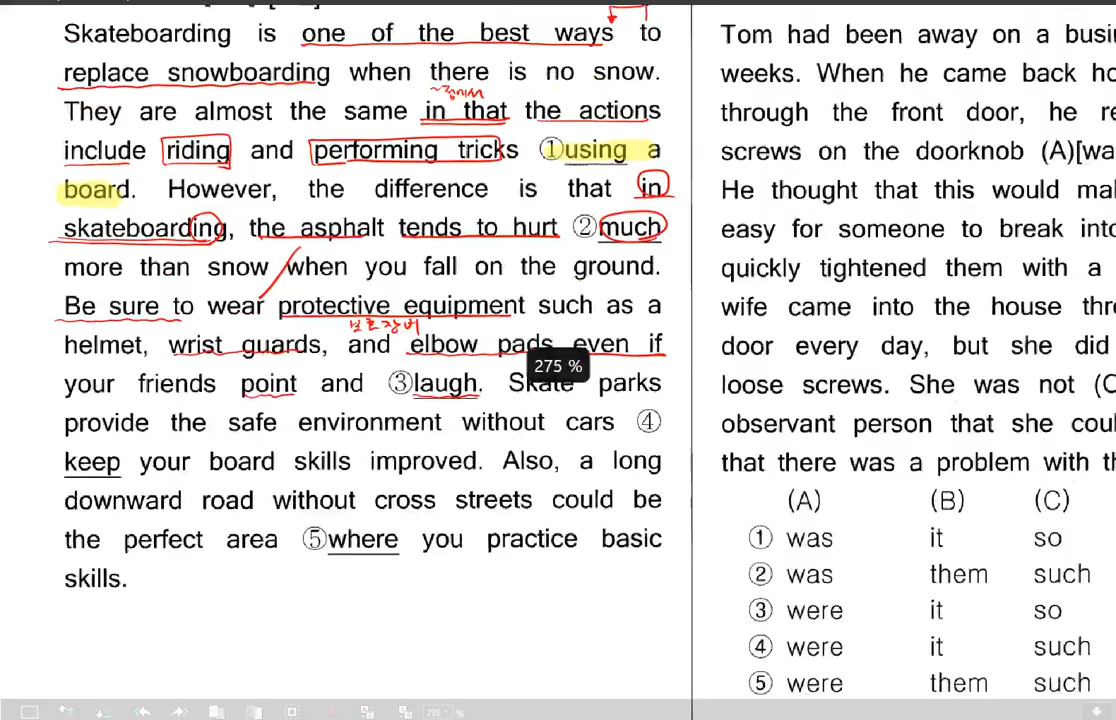 Skateboarding is one of the best ways to
replace snowboarding when there is no snow.
~점에서
They are almost the same in that the actions
include riding and performing tricks ①using a
board. However, the difference is that in
skateboarding, the asphalt tends to hurt ②much
more than snow when you fall on the ground.
Be sure to wear protective equipment such as a
보호장비
helmet, wrist guards, and elbow pads even if
275 %
your friends point and ③laugh. Skate parks
provide the safe environment without cars ④
keep your board skills improved. Also, a long
downward road without cross streets could be
the perfect area ⑤where you practice basic
skills.
Tom had been away on a busi
weeks. When he came back ho
through the front door, he re
screws on the doorknob (A)[wa
He thought that this would mak
easy for someone to break into
quickly tightened them with a
wife came into the house thr
door every day, but she did
loose screws. She was not (C
observant person that she coul
that there was a problem with th
(A) (B) (C)
① was it so
② was them such
③ were it so
④ were it such
⑤ were them such
275 %